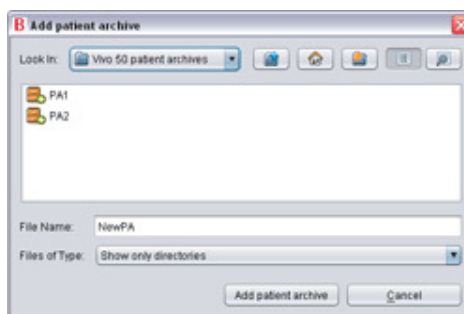 B Add patient archive
Look In: Vivo 50 patient archives
PA1
PA2
File Name: NewPA
Files of Type: Show only directories
Add patient archive Cancel